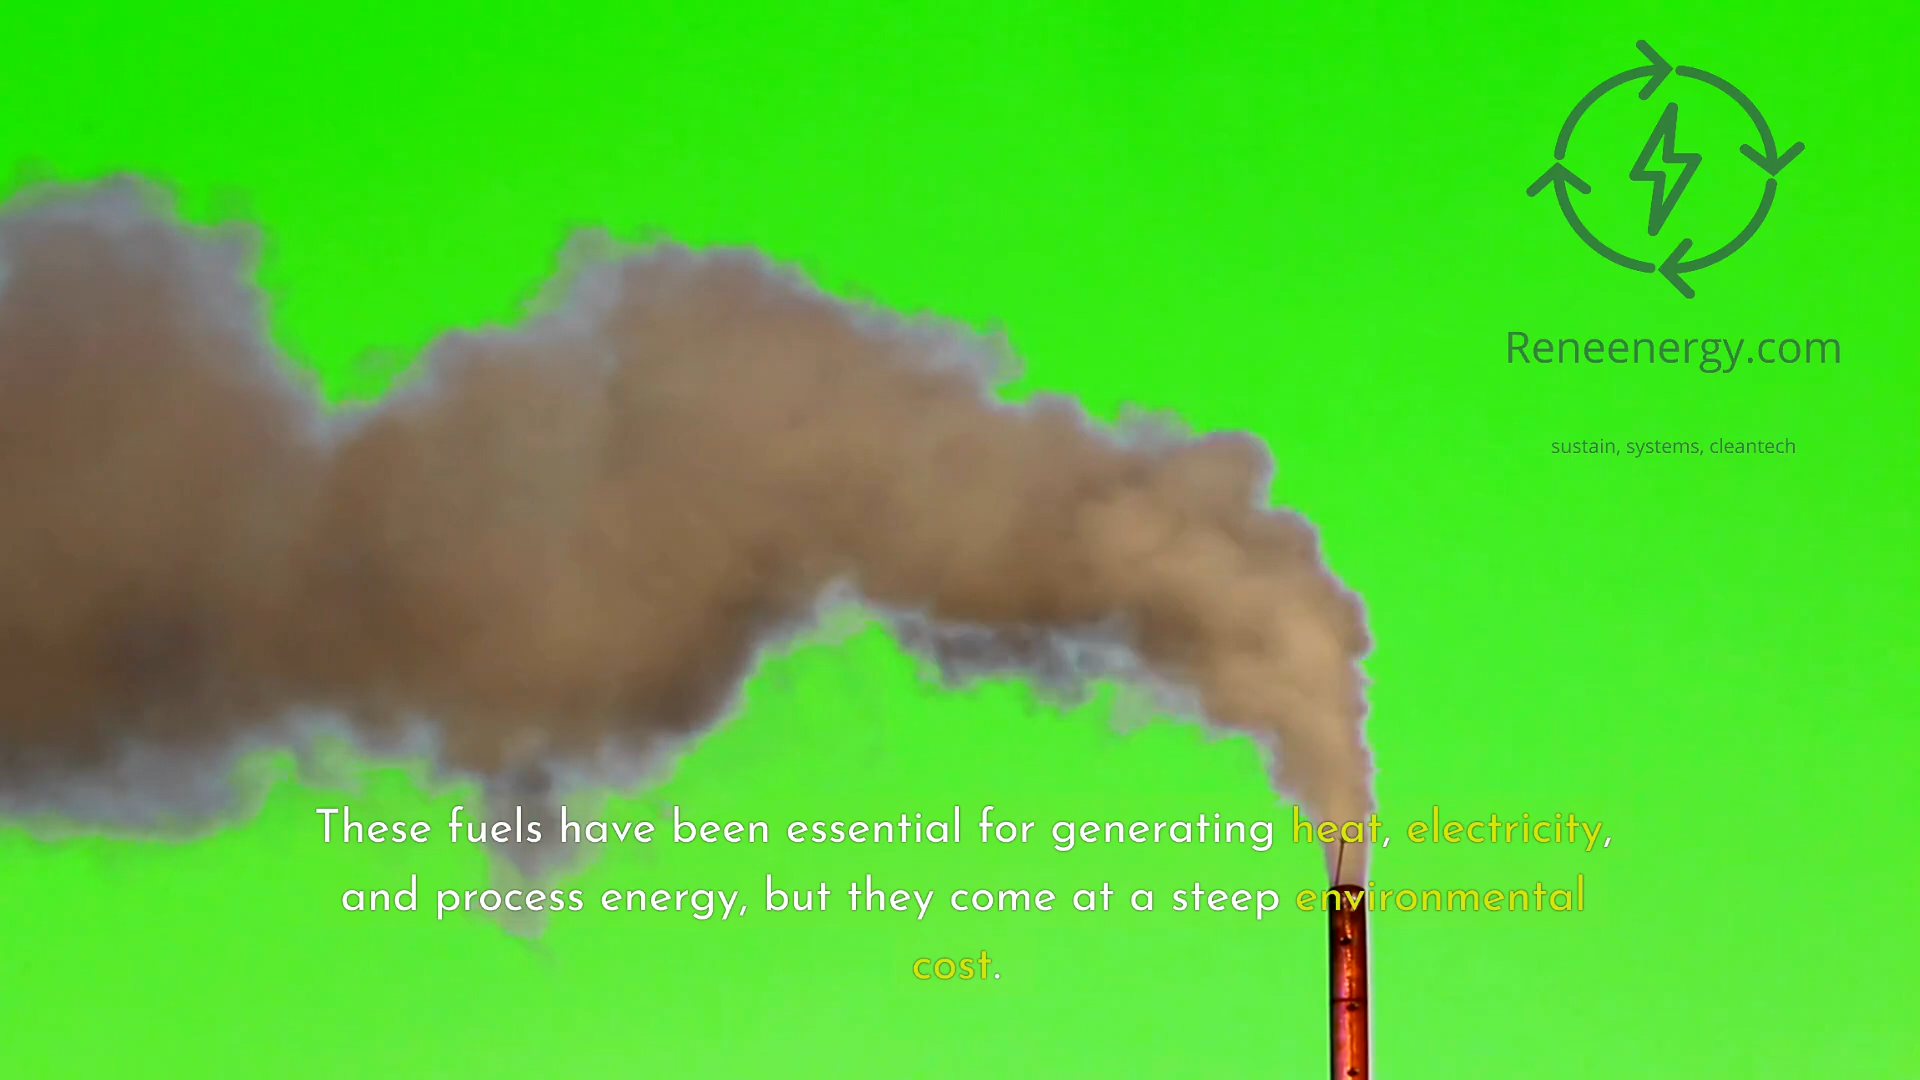 Reneenergy.com
sustain, systems, cleantech
These fuels have been essential for generating heat, electricity,
and process energy, but they come at a steep environmental
cost.